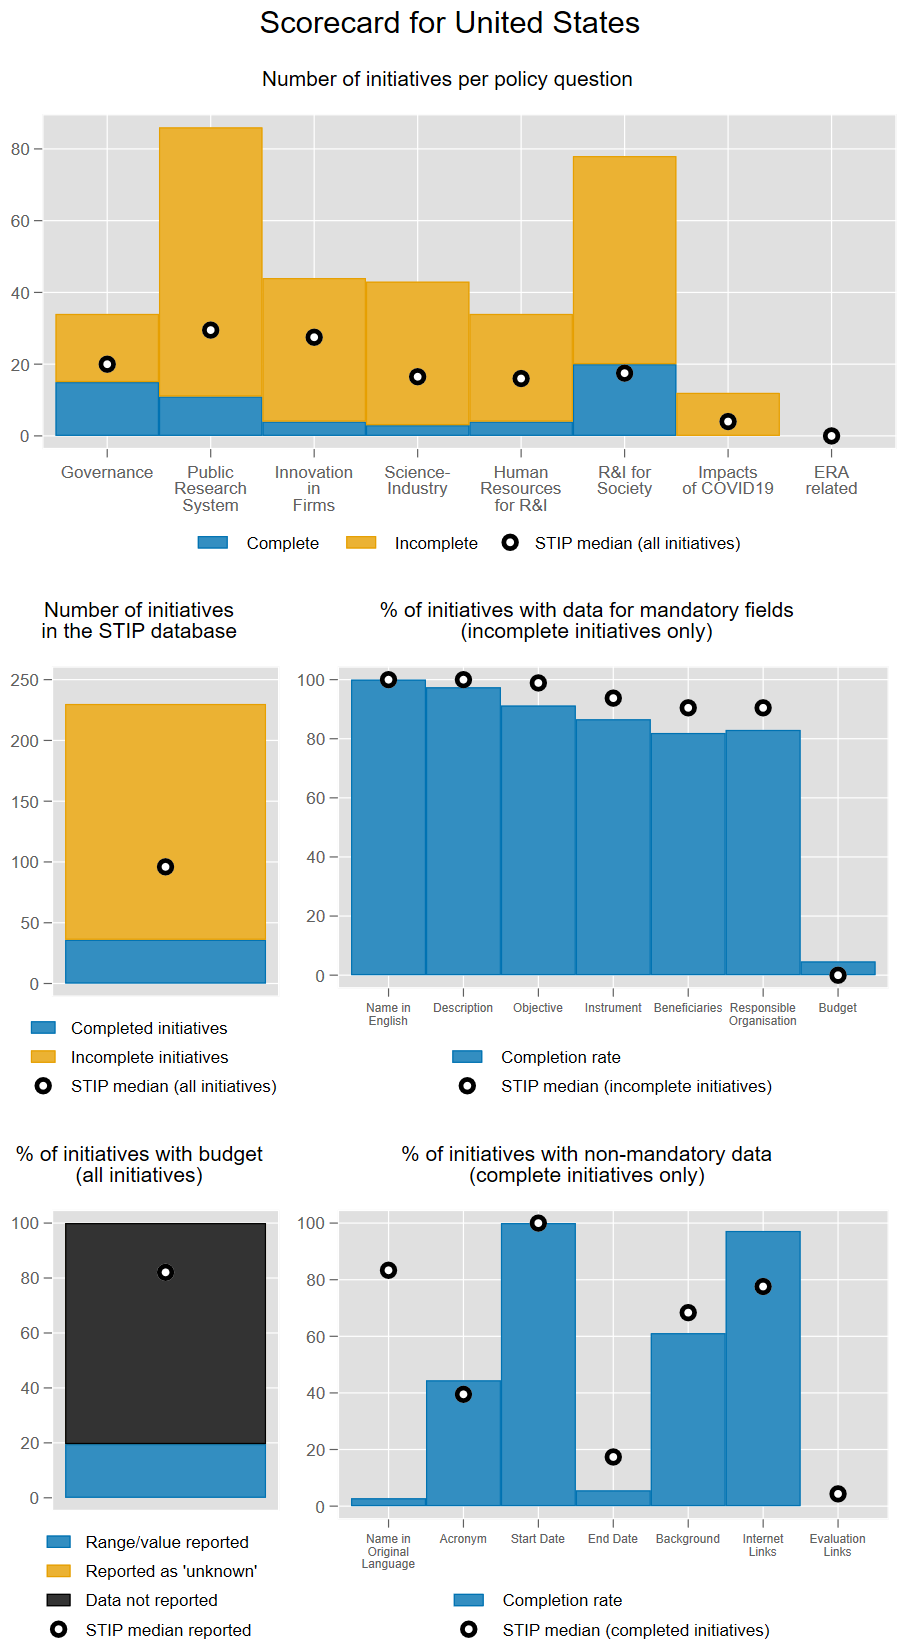 Scorecard for United States
Number of initiatives per policy question
80
60
40
20
0
Governance
Public
Research
System
Innovation
in
Firms
Science-
Industry
Human
Resources
for R&I
R&I for
Society
Impacts
of COVID19
ERA
related
Complete
Incomplete
STIP median (all initiatives)
Number of initiatives
in the STIP database
250
200
150
100
50
0
Completed initiatives
Incomplete initiatives
STIP median (all initiatives)
% of initiatives with data for mandatory fields
(incomplete initiatives only)
100
80
60
40
20
0
Name in
English
Description
Objective
Instrument
Beneficiaries
Responsible
Organisation
Budget
Completion rate
STIP median (incomplete initiatives)
% of initiatives with budget
(all initiatives)
100
80
60
40
20
0
Range/value reported
Reported as 'unknown'
Data not reported
STIP median reported
% of initiatives with non-mandatory data
(complete initiatives only)
100
80
60
40
20
0
Name in
Original
Language
Acronym
Start Date
End Date
Background
Internet
Links
Evaluation
Links
Completion rate
STIP median (completed initiatives)